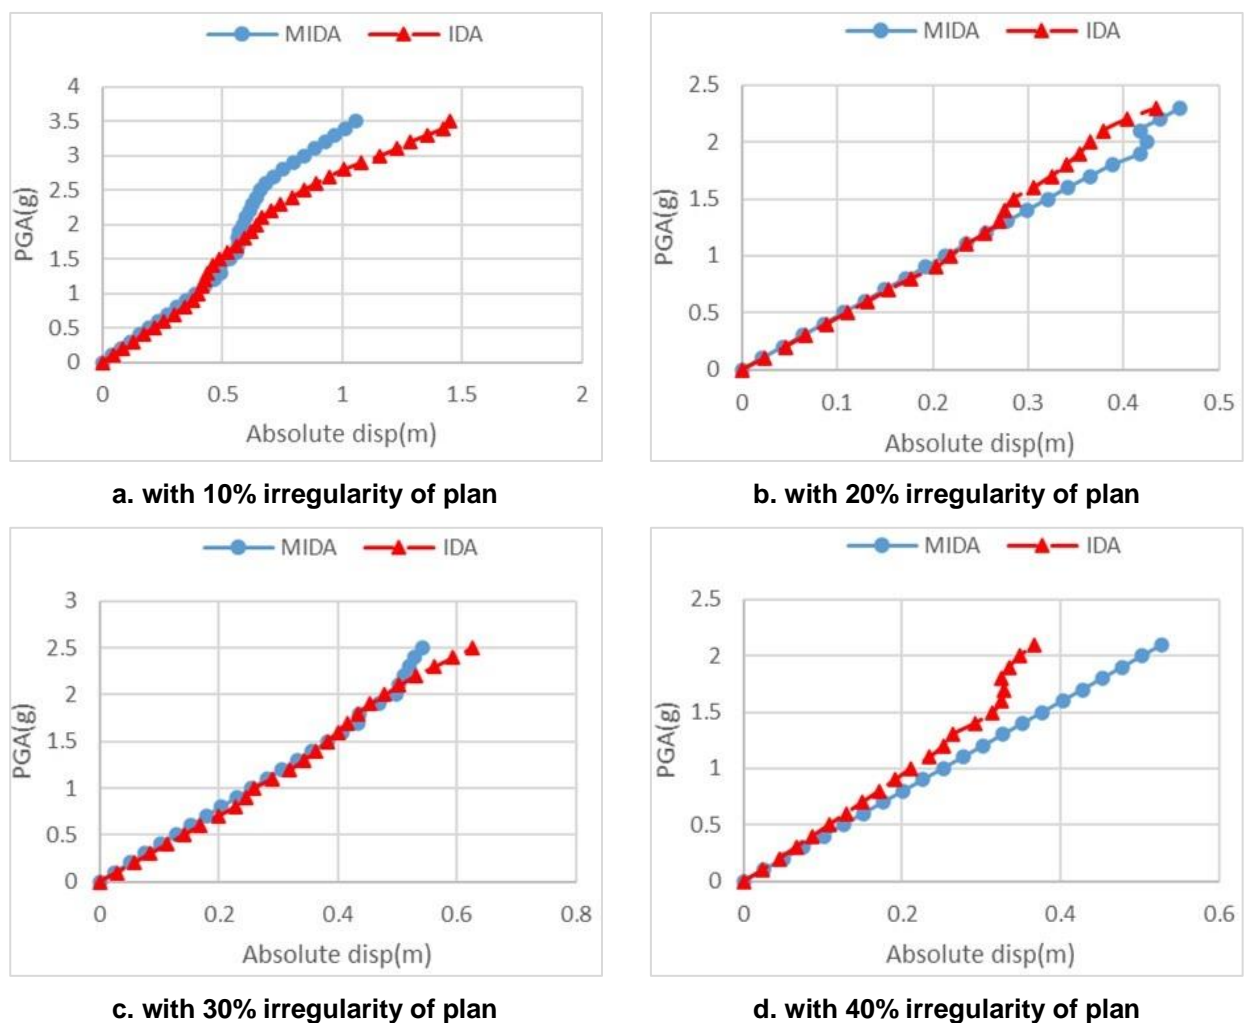 MIDA IDA
4
3.5
3
2.5
2
1.5
1
0.5
0
PGA(g)
0 0.5 1 1.5 2
Absolute disp(m)
a. with 10% irregularity of plan
MIDA IDA
2.5
2
1.5
1
0.5
0
PGA(g)
0 0.1 0.2 0.3 0.4 0.5
Absolute disp(m)
b. with 20% irregularity of plan
MIDA IDA
3
2.5
2
1.5
1
0.5
0
PGA(g)
0 0.2 0.4 0.6 0.8
Absolute disp(m)
c. with 30% irregularity of plan
MIDA IDA
2.5
2
1.5
1
0.5
0
PGA(g)
0 0.2 0.4 0.6
Absolute disp(m)
d. with 40% irregularity of plan